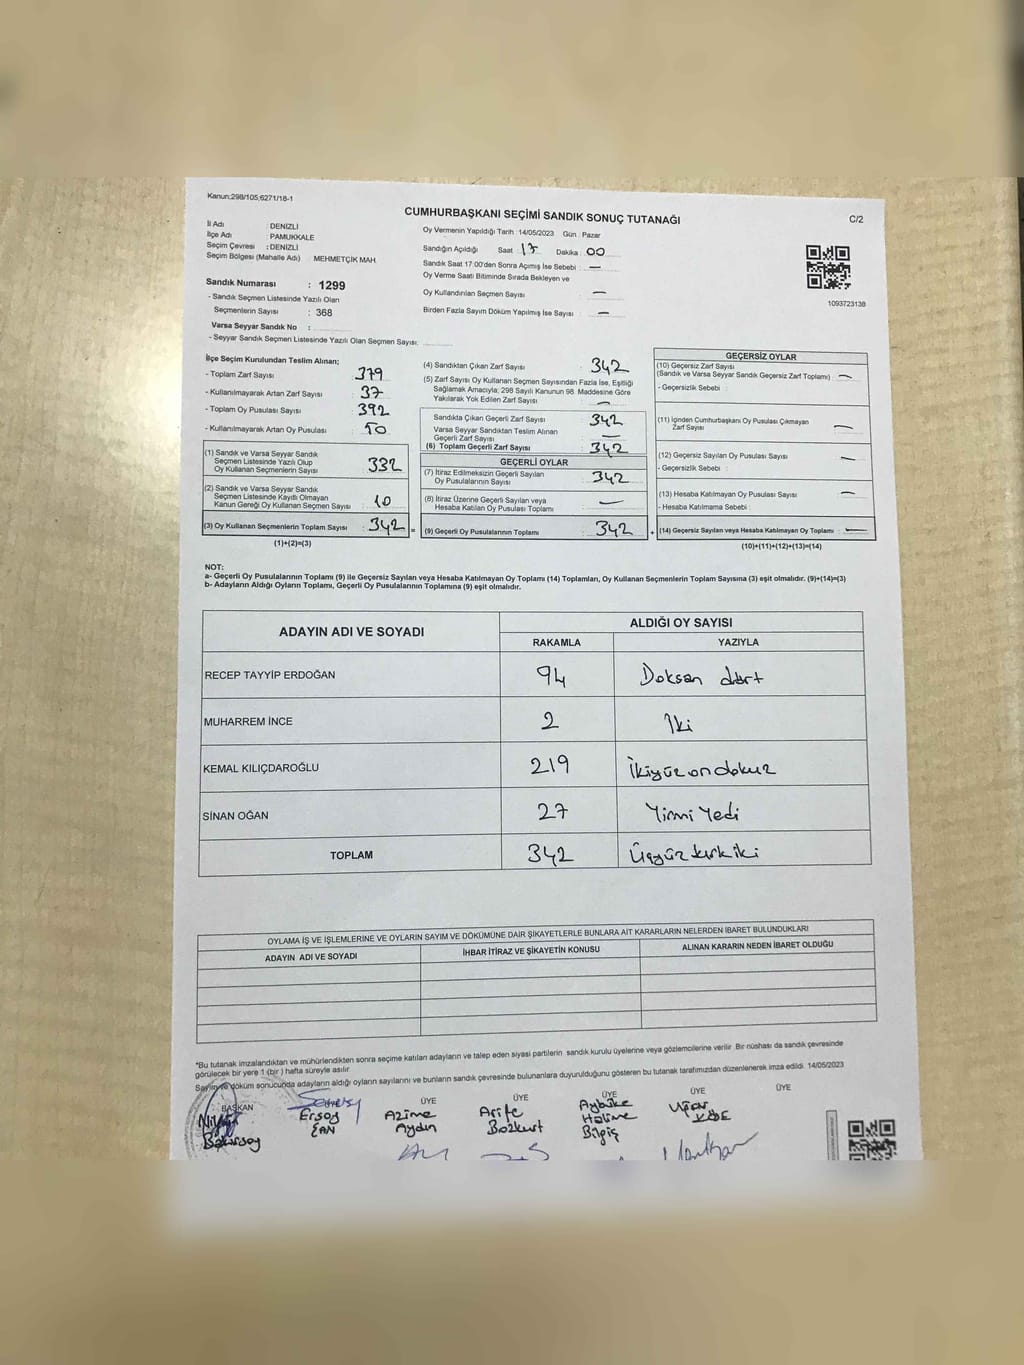 Kanun;298/105;6271/18-1
CUMHURBAŞKANI SEÇİMİ SANDIK SONUÇ TUTANAĞI
C/2
İl Adı : DENİZLİ
İlçe Adı : PAMUKKALE
Seçim Çevresi : DENİZLİ
Seçim Bölgesi (Mahalle Adı) : MEHMETÇİK MAH.
Sandık Numarası : 1299
- Sandık Seçmen Listesinde Yazılı Olan
Seçmenlerin Sayısı : 368
Varsa Seyyar Sandık No :
- Seyyar Sandık Seçmen Listesinde Yazılı Olan Seçmen Sayısı:
Oy Vermenin Yapıldığı Tarih : 14/05/2023 Gün : Pazar
Sandığın Açıldığı Saat 17 Dakika 00
Sandık Saat 17:00'den Sonra Açımış İse Sebebi : —
Oy Verme Saati Bitiminde Sırada Bekleyen ve
Oy Kullandırılan Seçmen Sayısı —
Birden Fazla Sayım Döküm Yapılmış İse Sayısı : —
1093723138
İlçe Seçim Kurulundan Teslim Alınan;
- Toplam Zarf Sayısı 379
- Kullanılmayarak Artan Zarf Sayısı 37
- Toplam Oy Pusulası Sayısı 392
- Kullanılmayarak Artan Oy Pusulası 50
(1) Sandık ve Varsa Seyyar Sandık
Seçmen Listesinde Yazılı Olup
Oy Kullanan Seçmenlerin Sayısı 332
(2) Sandık ve Varsa Seyyar Sandık
Seçmen Listesinde Kayıtlı Olmayan
Kanun Gereği Oy Kullanan Seçmen Sayısı 10
(3) Oy Kullanan Seçmenlerin Toplam Sayısı 342 =
(1)+(2)=(3)
(4) Sandıktan Çıkan Zarf Sayısı : 342
(5) Zarf Sayısı Oy Kullanan Seçmen Sayısından Fazla İse, Eşitliği
Sağlamak Amacıyla; 298 Sayılı Kanunun 98. Maddesine Göre
Yakılarak Yok Edilen Zarf Sayısı : —
Sandıkta Çıkan Geçerli Zarf Sayısı : 342
Varsa Seyyar Sandıktan Teslim Alınan
Geçerli Zarf Sayısı : —
(6) Toplam Geçerli Zarf Sayısı : 342
GEÇERLİ OYLAR
(7) İtiraz Edilmeksizin Geçerli Sayılan
Oy Pusulalarının Sayısı : 342
(8) İtiraz Üzerine Geçerli Sayılan veya
Hesaba Katılan Oy Pusulası Toplamı : —
(9) Geçerli Oy Pusulalarının Toplamı : 342 +
GEÇERSİZ OYLAR
(10) Geçersiz Zarf Sayısı
(Sandık ve Varsa Seyyar Sandık Geçersiz Zarf Toplamı) : —
- Geçersizlik Sebebi :
(11) İçinden Cumhurbaşkanı Oy Pusulası Çıkmayan
Zarf Sayısı : —
(12) Geçersiz Sayılan Oy Pusulası Sayısı : —
- Geçersizlik Sebebi :
(13) Hesaba Katılmayan Oy Pusulası Sayısı : —
- Hesaba Katılmama Sebebi :
(14) Geçersiz Sayılan veya Hesaba Katılmayan Oy Toplamı : —
(10)+(11)+(12)+(13)=(14)
NOT:
a- Geçerli Oy Pusulalarının Toplamı (9) ile Geçersiz Sayılan veya Hesaba Katılmayan Oy Toplamı (14) Toplamları, Oy Kullanan Seçmenlerin Toplam Sayısına (3) eşit olmalıdır. (9)+(14)=(3)
b- Adayların Aldığı Oyların Toplamı, Geçerli Oy Pusulalarının Toplamına (9) eşit olmalıdır.
ADAYIN ADI VE SOYADI
ALDIĞI OY SAYISI
RAKAMLA YAZIYLA
RECEP TAYYİP ERDOĞAN 94 Doksan dört
MUHARREM İNCE 2 İki
KEMAL KILIÇDAROĞLU 219 İkiyüz on dokuz
SİNAN OĞAN 27 Yirmi Yedi
TOPLAM 342 Üçyüz kırk iki
OYLAMA İŞ VE İŞLEMLERİNE VE OYLARIN SAYIM VE DÖKÜMÜNE DAİR ŞİKAYETLERLE BUNLARA AİT KARARLARIN NELERDEN İBARET BULUNDUKLARI
ADAYIN ADI VE SOYADI İHBAR İTİRAZ VE ŞİKAYETİN KONUSU ALINAN KARARIN NEDEN İBARET OLDUĞU
*Bu tutanak imzalandıktan ve mühürlendikten sonra seçime katılan adayların ve talep eden siyasi partilerin sandık kurulu üyelerine veya gözlemcilerine verilir. Bir nüshası da sandık çevresinde
görülecek bir yere 1 (bir ) hafta süreyle asılır.
Sayım ve döküm sonucunda adayların aldığı oyların sayılarını ve bunların sandık çevresinde bulunanlara duyurulduğunu gösteren bu tutanak tarafımızdan düzenlenerek imza edildi. 14/05/2023
BAŞKAN ÜYE ÜYE ÜYE ÜYE ÜYE
Ersoy Azime Arife Aybüke Uğur
Aydın Bozkurt Halime KÖSE
Bilgiç